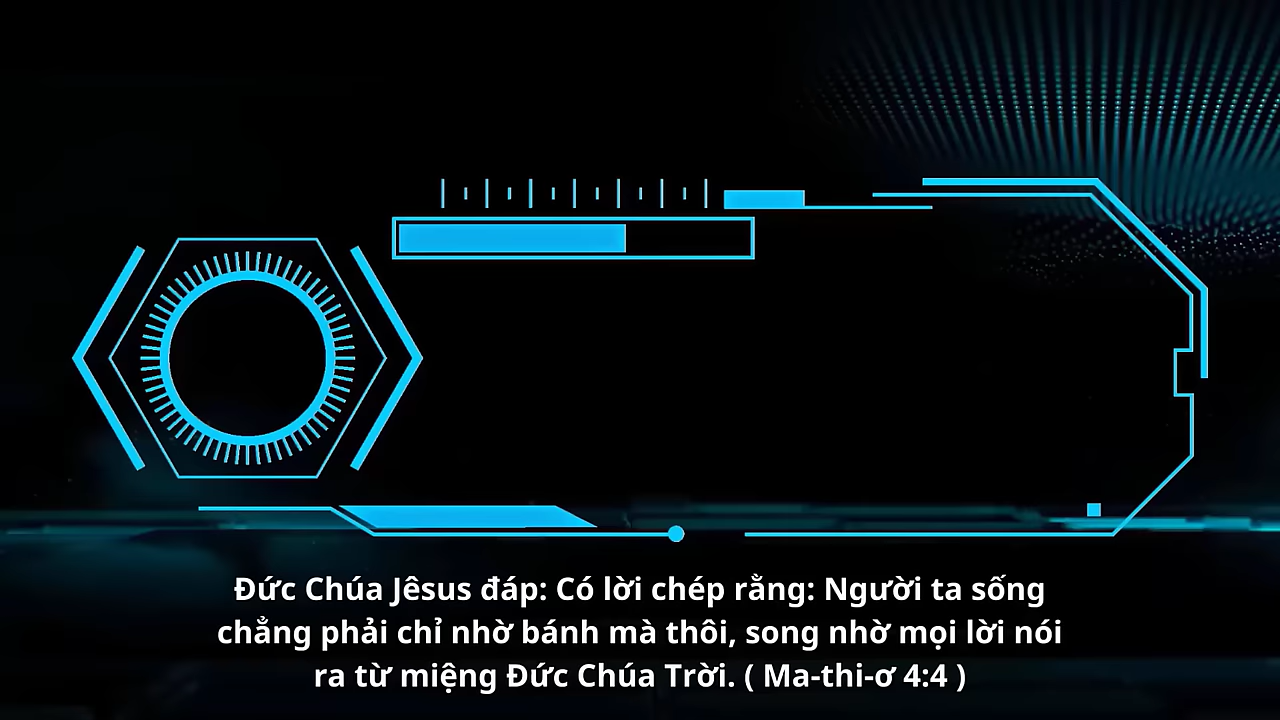 Đức Chúa Jêsus đáp: Có lời chép rằng: Người ta sống
chẳng phải chỉ nhờ bánh mà thôi, song nhờ mọi lời nói
ra từ miệng Đức Chúa Trời. ( Ma-thi-ơ 4:4 )